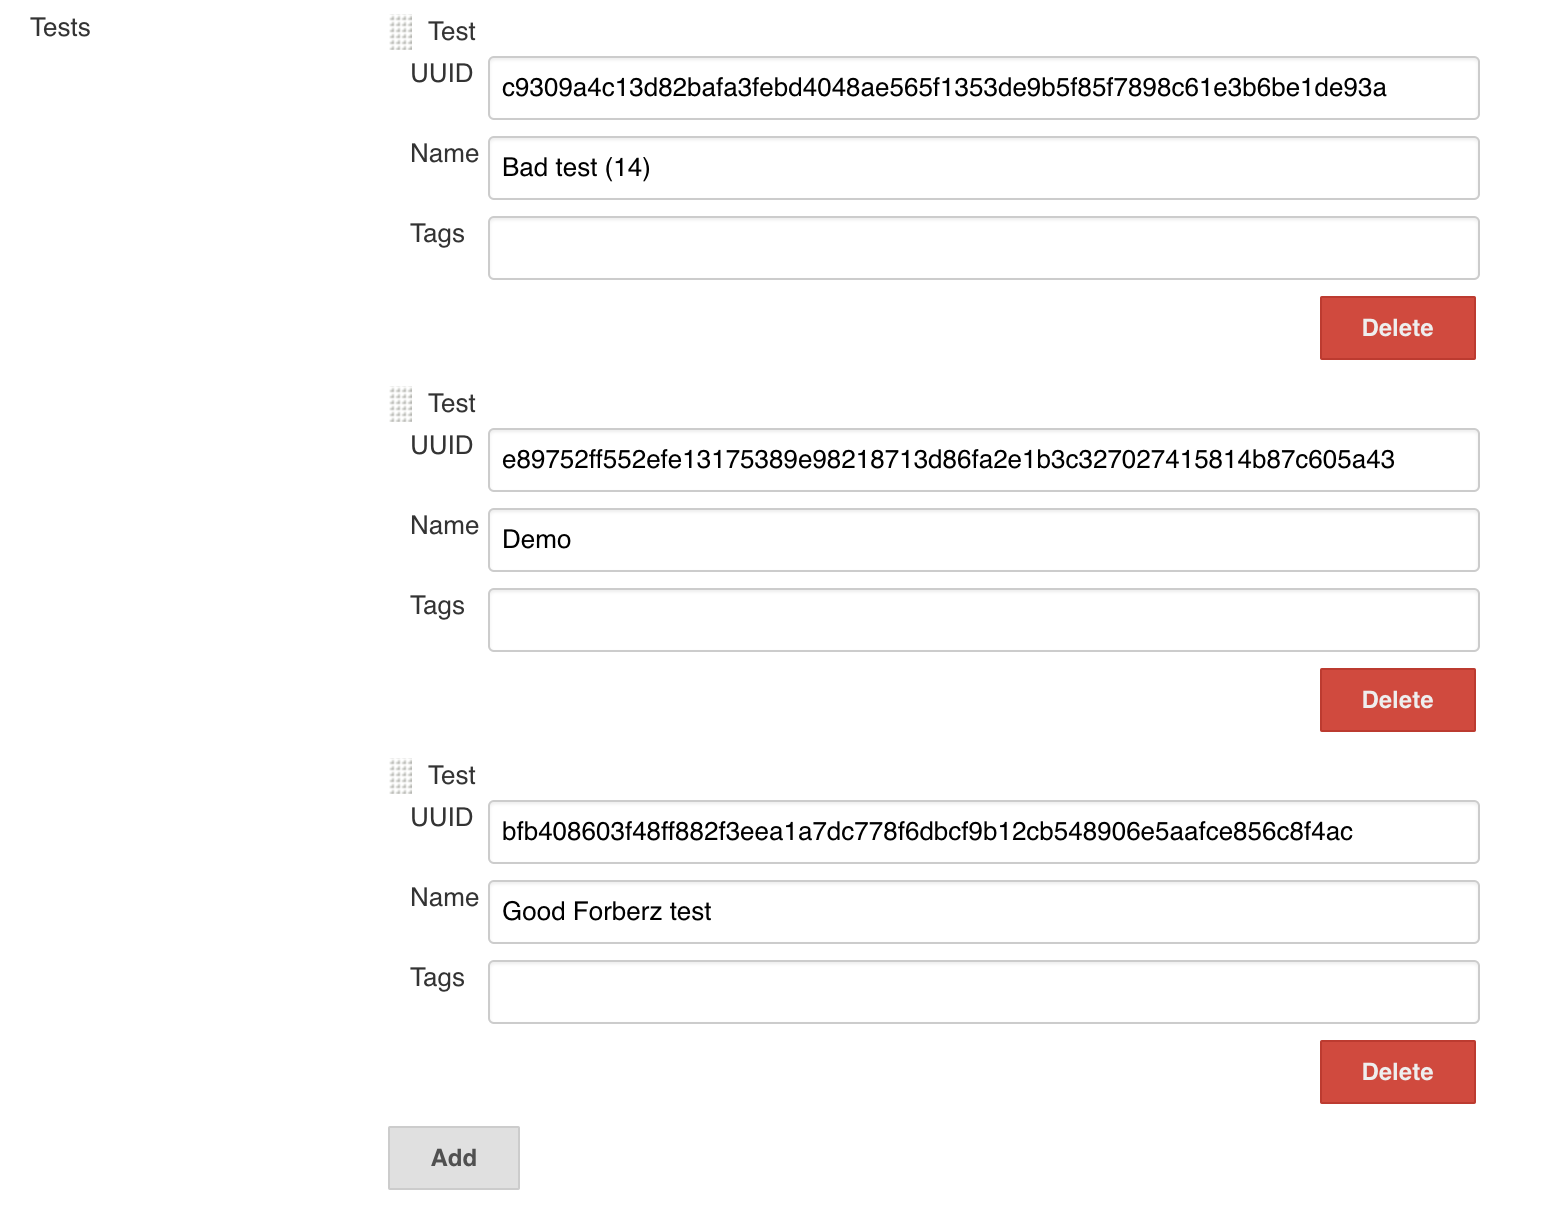 Tests
Test
UUID
c9309a4c13d82bafa3febd4048ae565f1353de9b5f85f7898c61e3b6be1de93a
Name
Bad test (14)
Tags
Delete
Test
UUID
e89752ff552efe13175389e98218713d86fa2e1b3c327027415814b87c605a43
Name
Demo
Tags
Delete
Test
UUID
bfb408603f48ff882f3eea1a7dc778f6dbcf9b12cb548906e5aafce856c8f4ac
Name
Good Forberz test
Tags
Delete
Add